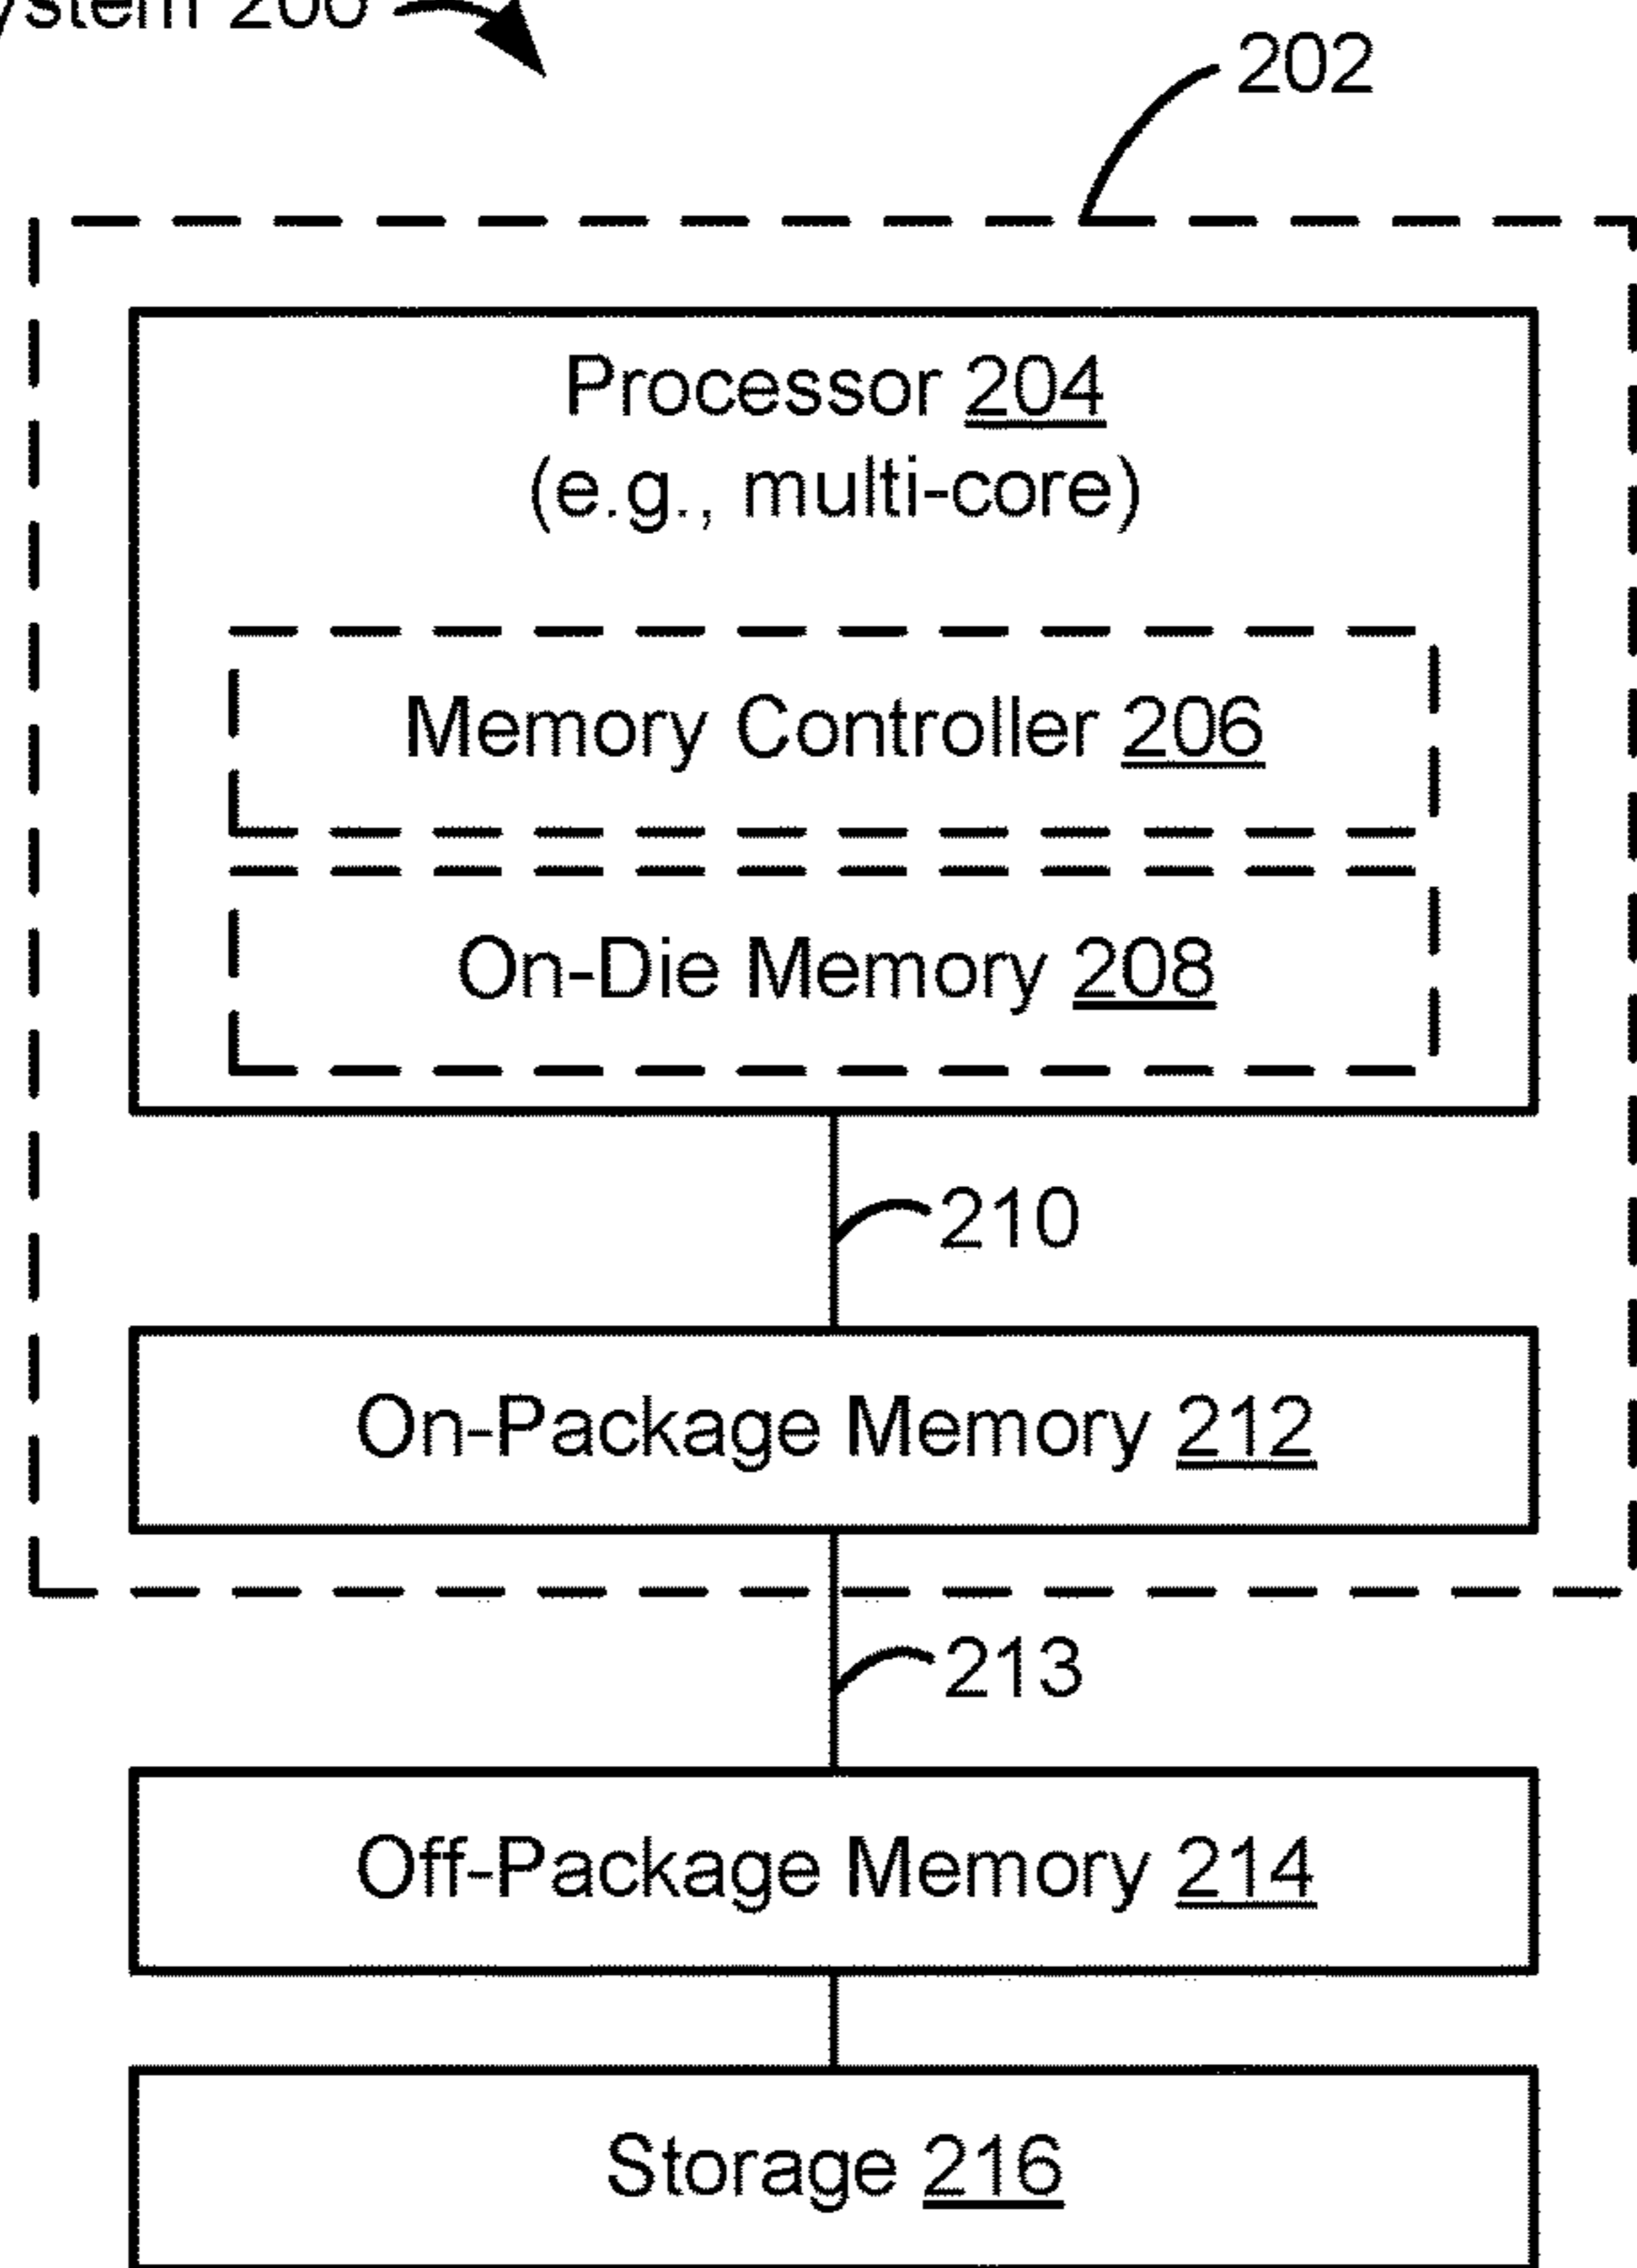 202
Processor 204
(e.g., multi-core)
Memory Controller 206
On-Die Memory 208
210
On-Package Memory 212
213
Off-Package Memory 214
Storage 216